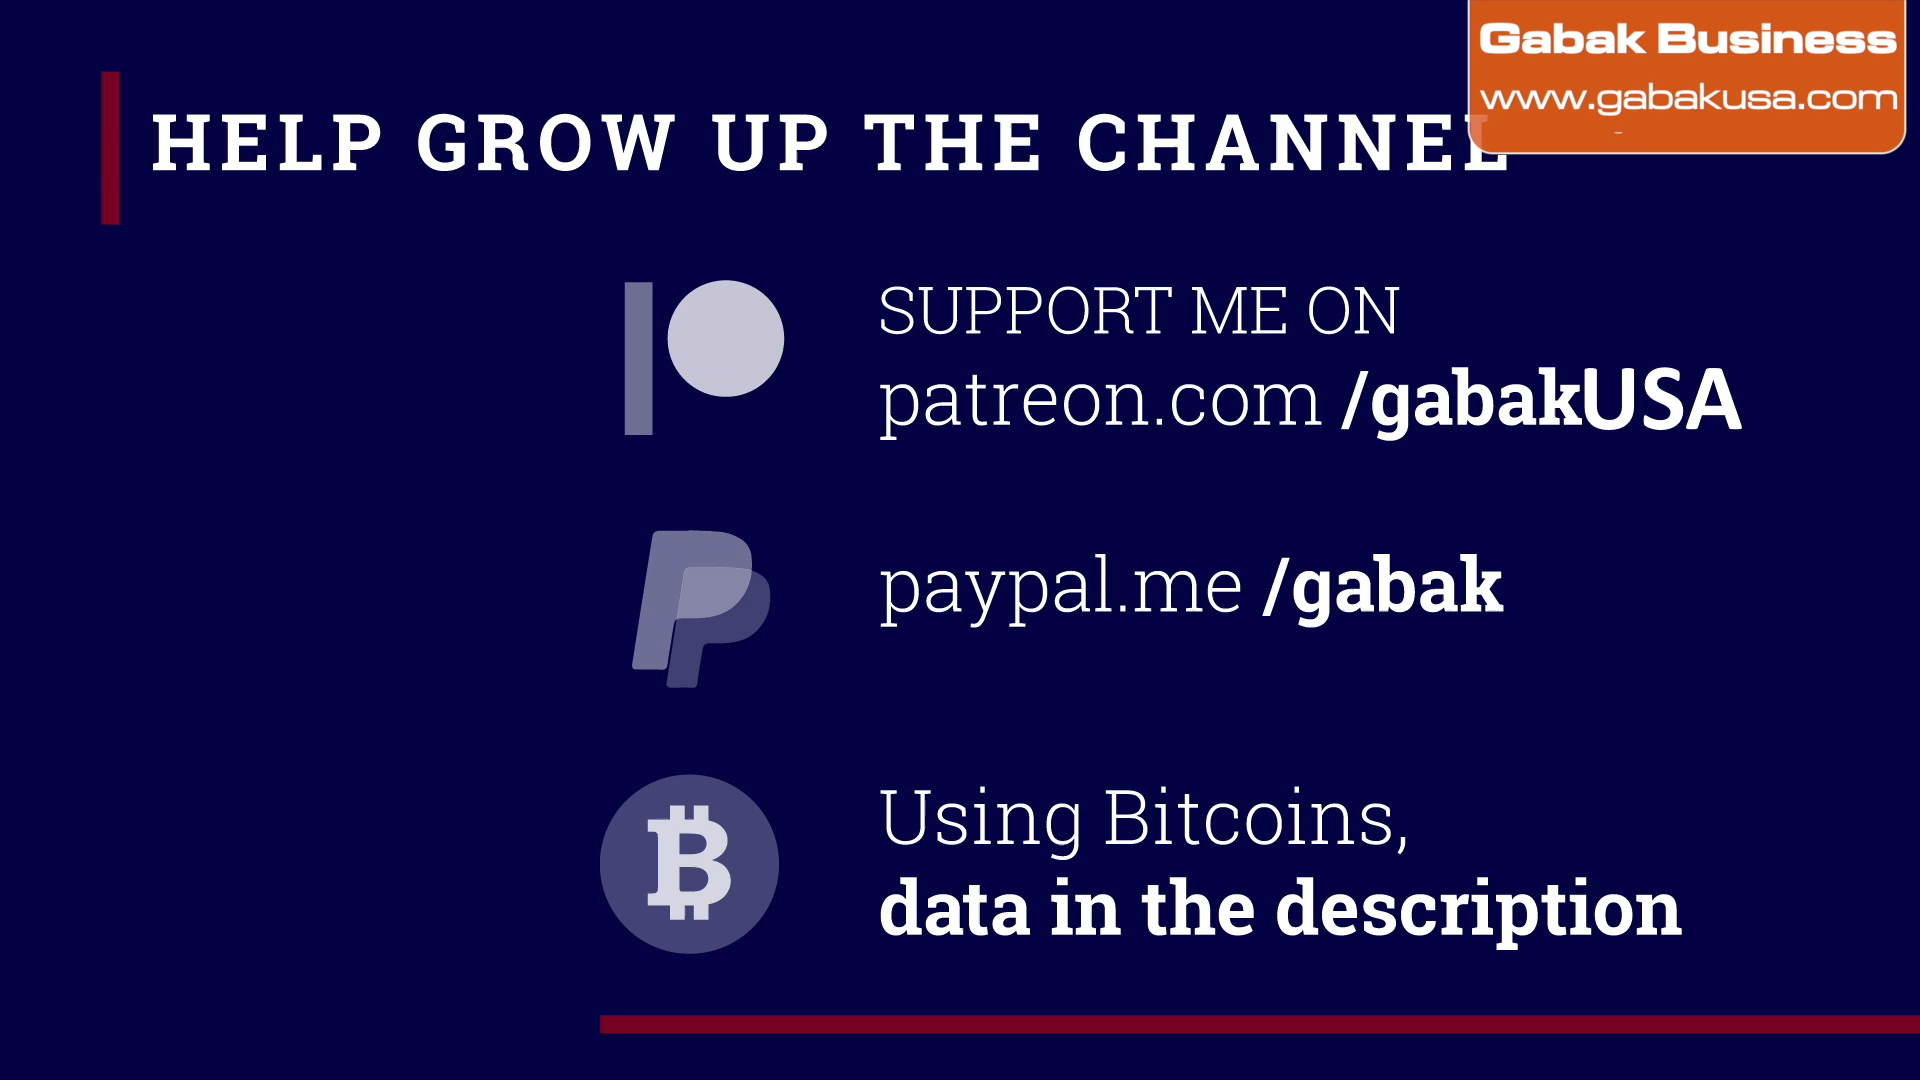 Gabak Business
www.gabakusa.com
HELP GROW UP THE CHANNEL
SUPPORT ME ON
patreon.com /gabakUSA
paypal.me /gabak
Using Bitcoins,
data in the description